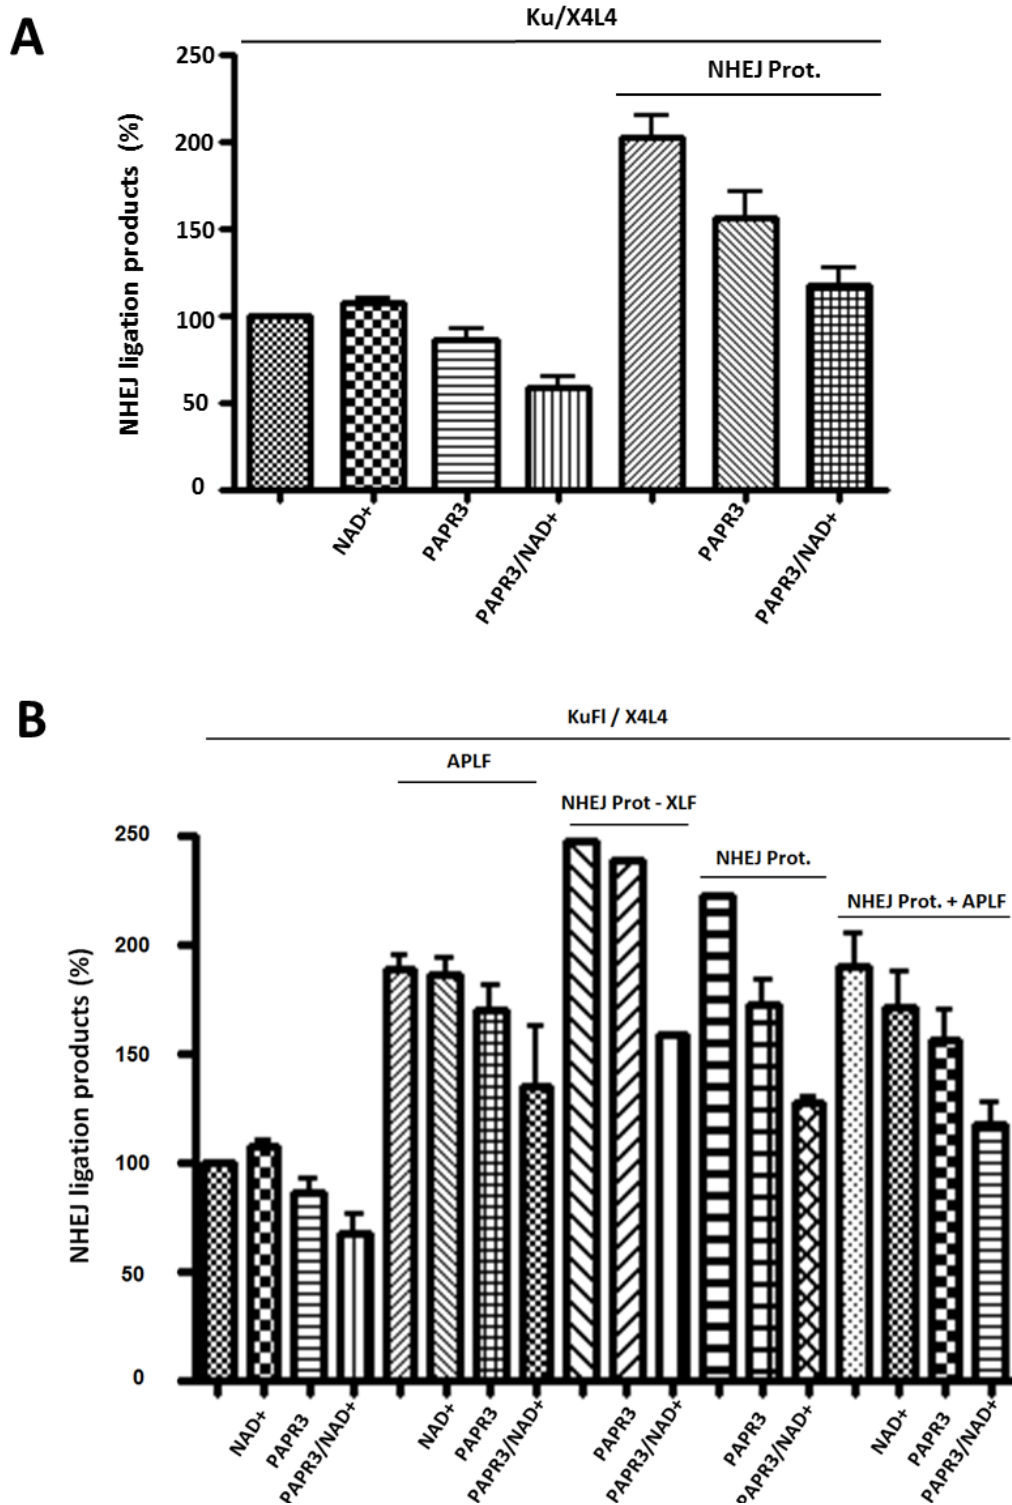 A
Ku/X4L4
NHEJ Prot.
NHEJ ligation products (%)
250
200
150
100
50
0
NAD+
PAPR3
PAPR3/NAD+
PAPR3
PAPR3/NAD+
B
KuFl / X4L4
APLF
NHEJ Prot - XLF
NHEJ Prot.
NHEJ Prot. + APLF
NHEJ ligation products (%)
250
200
150
100
50
0
NAD+
PAPR3
PAPR3/NAD+
NAD+
PAPR3
PAPR3/NAD+
PAPR3
PAPR3/NAD+
PAPR3
PAPR3/NAD+
NAD+
PAPR3
PAPR3/NAD+